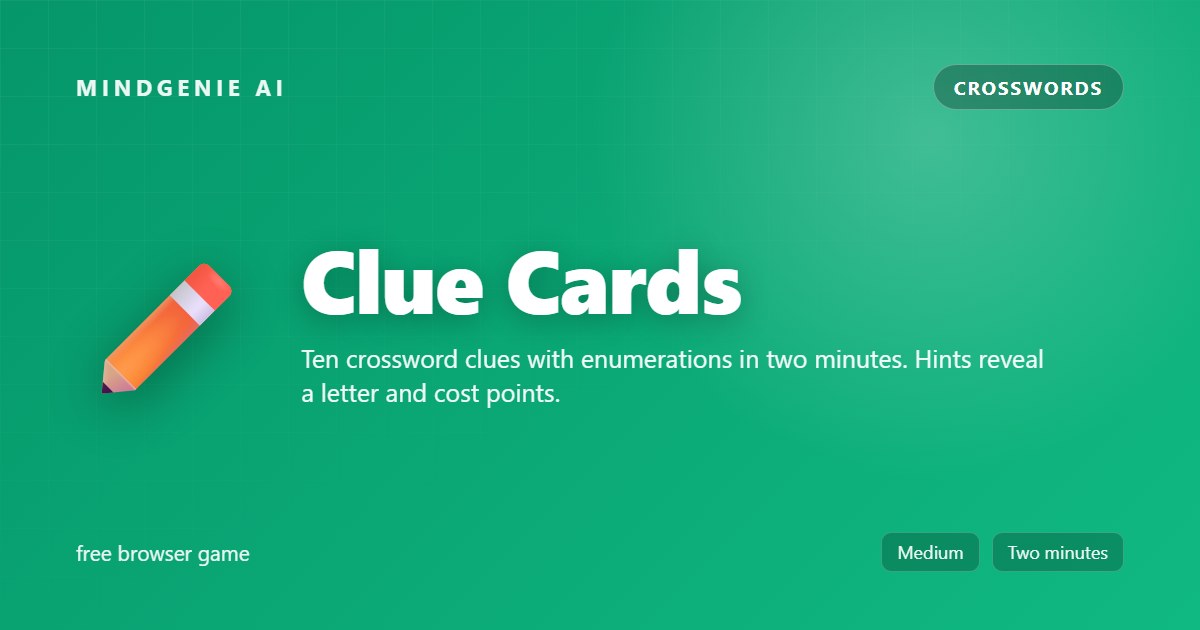 MINDGENIE AI
CROSSWORDS
Clue Cards
Ten crossword clues with enumerations in two minutes. Hints reveal
a letter and cost points.
free browser game
Medium
Two minutes